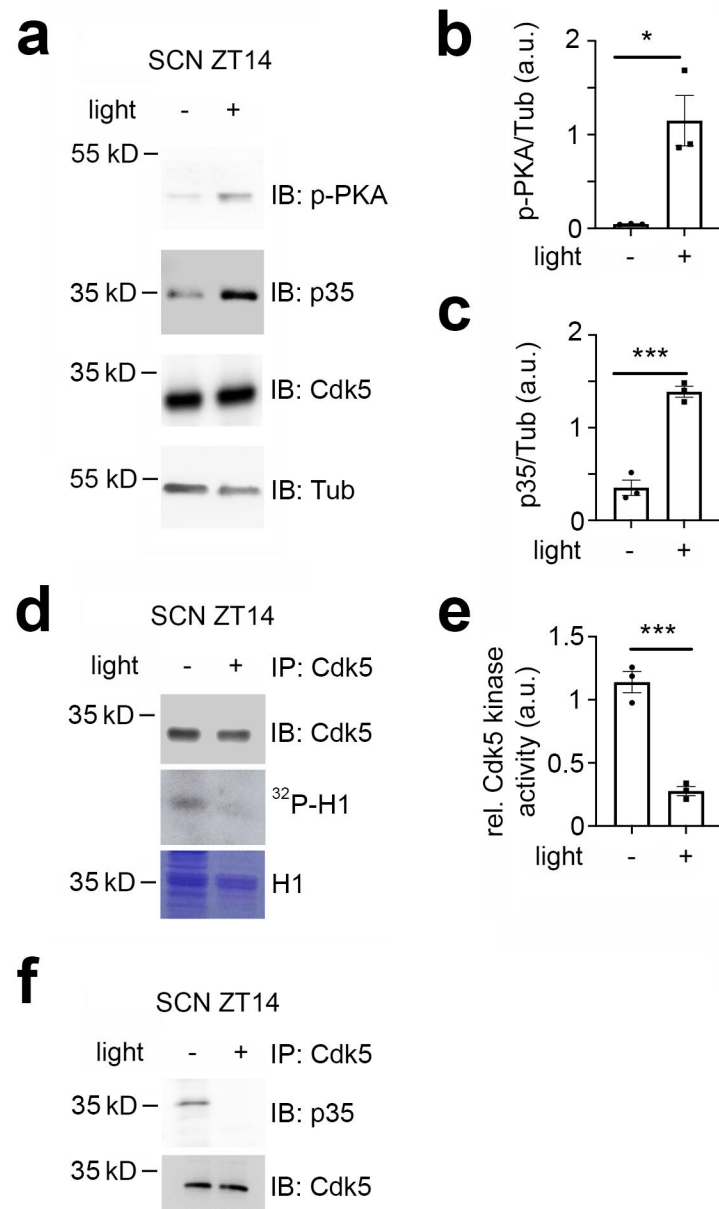 a
SCN ZT14
light - +
55 kD
IB: p-PKA
35 kD
IB: p35
35 kD
IB: Cdk5
55 kD
IB: Tub
b
p-PKA/Tub (a.u.)
2
*
1
0
light - +
c
p35/Tub (a.u.)
2
***
1
0
light - +
d
SCN ZT14
light - + IP: Cdk5
35 kD
IB: Cdk5
32P-H1
35 kD
H1
e
rel. Cdk5 kinase
activity (a.u.)
1.5
***
1
0.5
0
light - +
f
SCN ZT14
light - + IP: Cdk5
35 kD
IB: p35
35 kD
IB: Cdk5